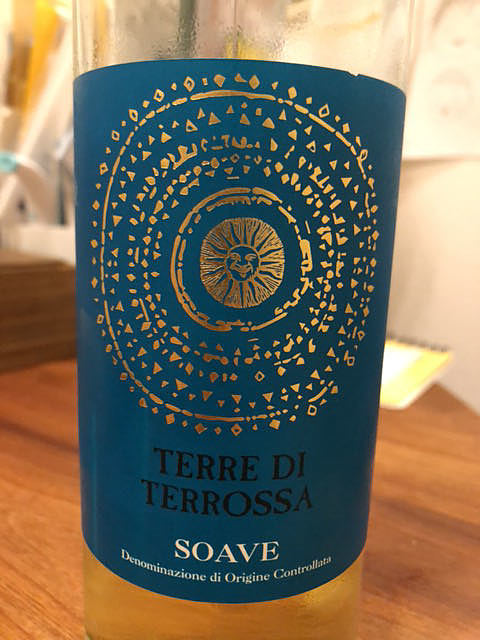 TERRE DI
TERROSSA
SOAVE
Denominazione di Origine Controllata